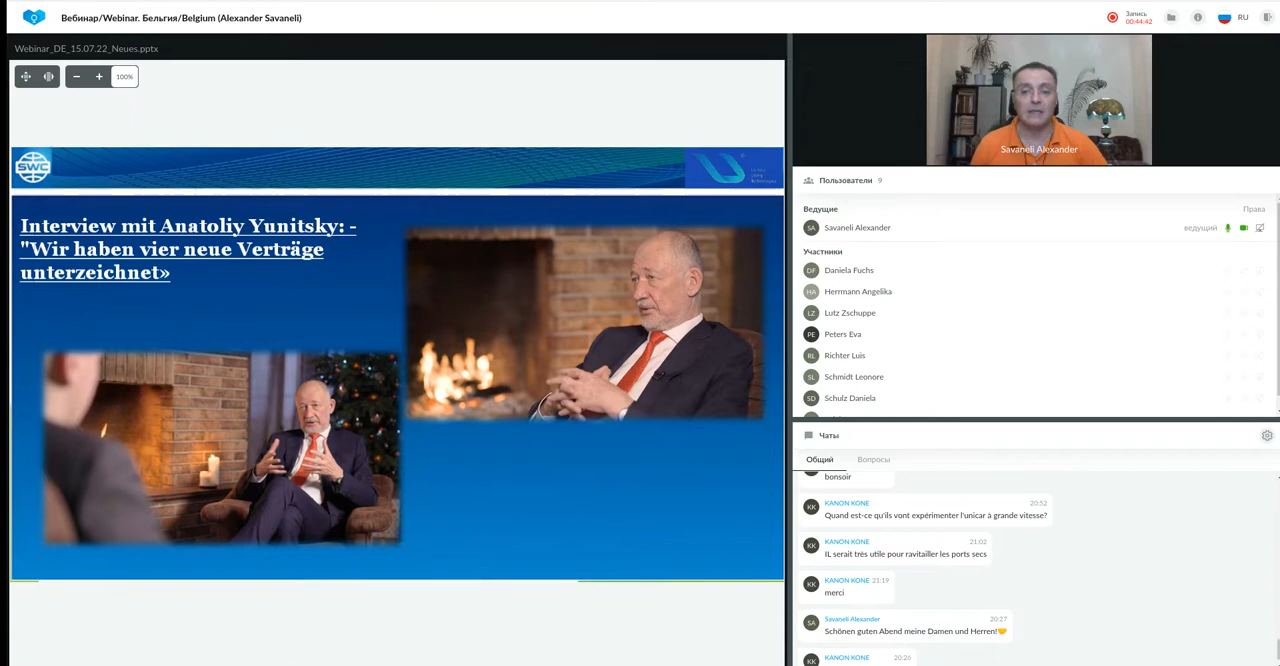 Вебинар/Webinar. Бельгия/Belgium (Alexander Savaneli)
Запись
00:44:42
RU
Webinar_DE_15.07.22_Neues.pptx
100%
SWC
Interview mit Anatoliy Yunitsky: -
"Wir haben vier neue Verträge
unterzeichnet»
Savaneli Alexander
Пользователи 9
Ведущие Права
SA Savaneli Alexander ведущий
Участники
DF Daniela Fuchs
HA Herrmann Angelika
LZ Lutz Zschuppe
PE Peters Eva
RL Richter Luis
SL Schmidt Leonore
SD Schulz Daniela
Чаты
Общий Вопросы
bonsoir
KK KANON KONE 20:52
Quand est-ce qu'ils vont expérimenter l'unicar à grande vitesse?
KK KANON KONE 21:02
IL serait très utile pour ravitailler les ports secs
KK KANON KONE 21:19
merci
SA Savaneli Alexander 20:27
Schönen guten Abend meine Damen und Herren!🤝
KK KANON KONE 20:26